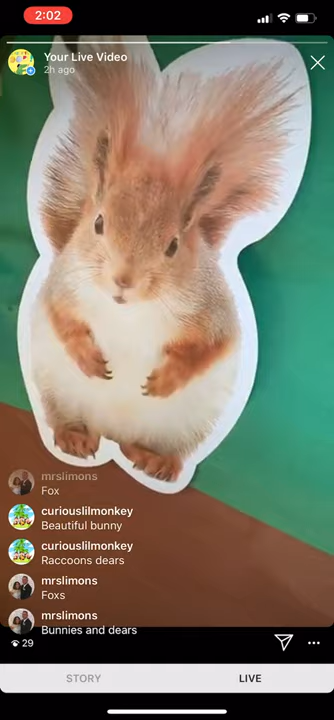 2:02
Your Live Video
2h ago
mrslimons
Fox
curiouslilmonkey
Beautiful bunny
curiouslilmonkey
Raccoons dears
mrslimons
Foxs
mrslimons
Bunnies and dears
29
STORY LIVE